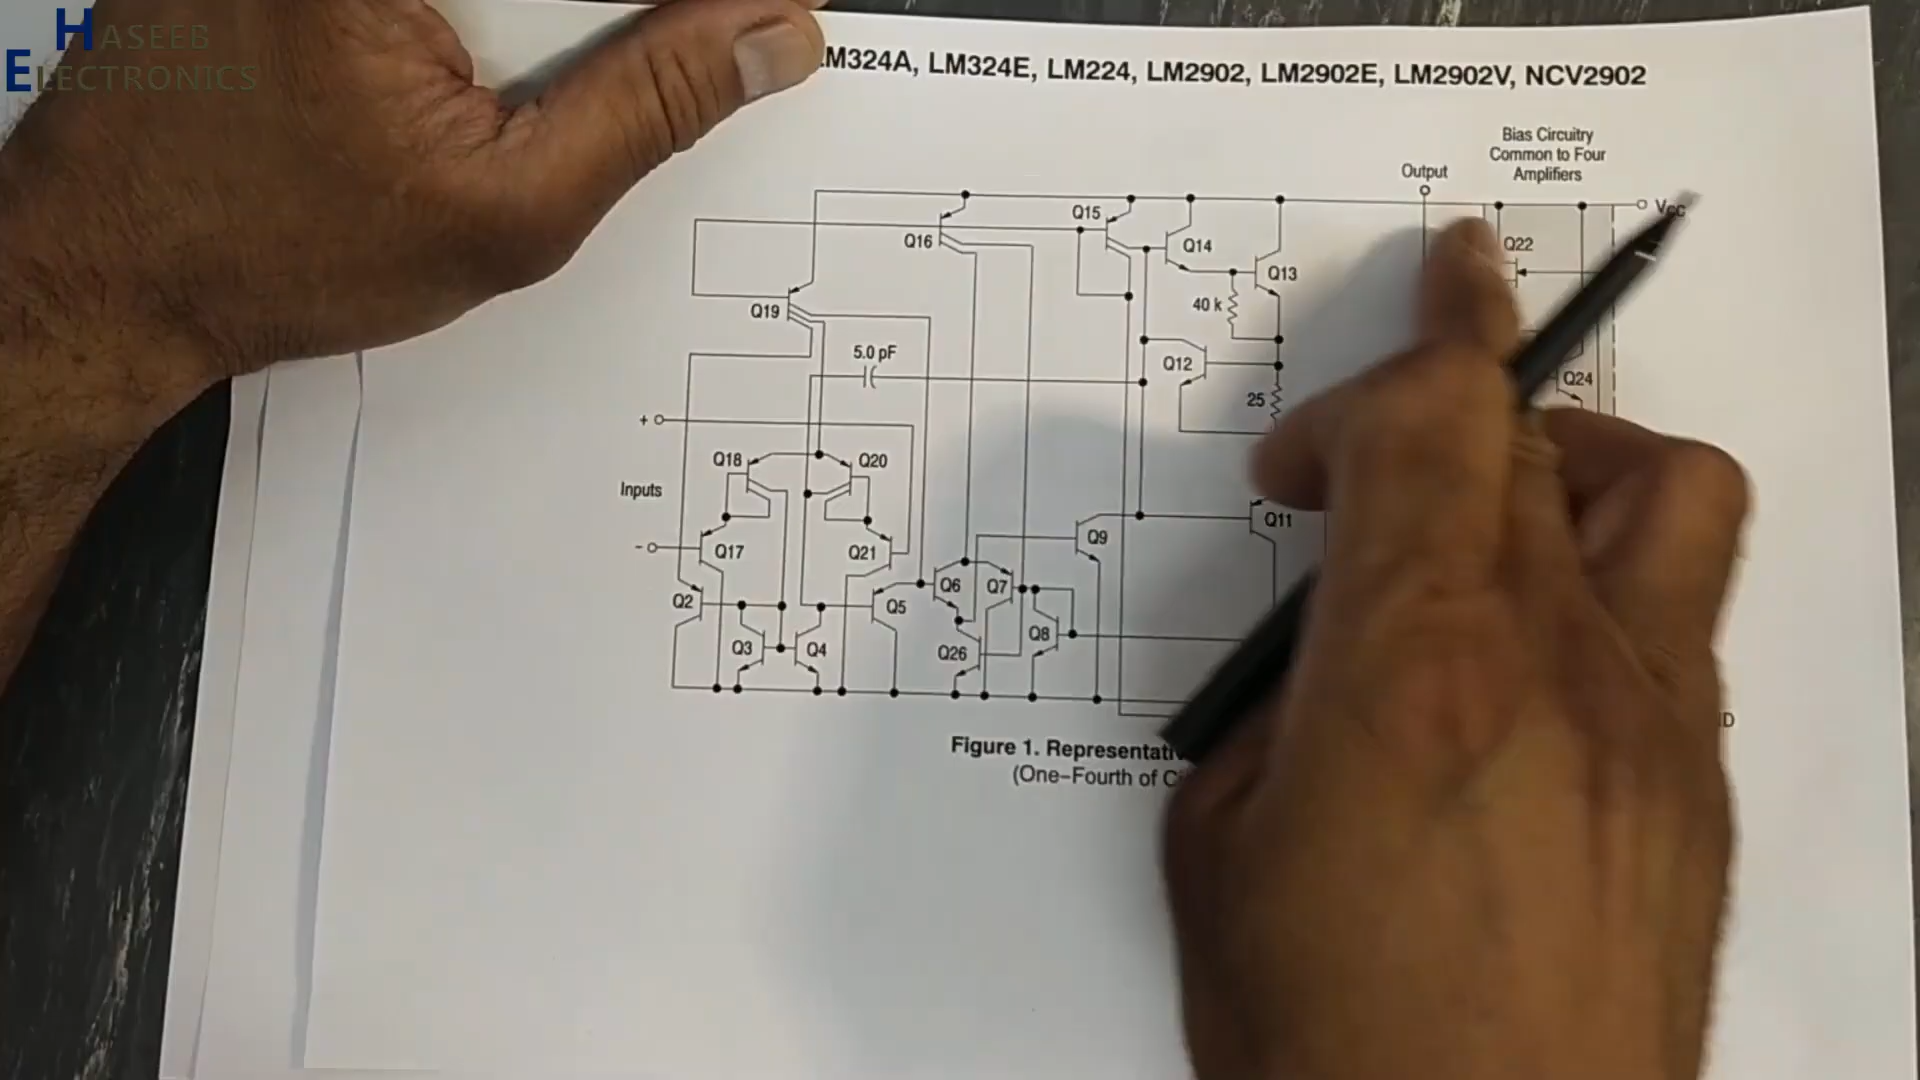 HASEEB
ELECTRONICS
M324A, LM324E, LM224, LM2902, LM2902E, LM2902V, NCV2902
Bias Circuitry
Common to Four
Amplifiers
Output
VCC
Q15
Q16
Q14
Q22
Q13
40 k
Q19
5.0 pF
Q12
Q24
25
+
Q18
Q20
Inputs
Q11
Q9
-
Q17
Q21
Q6
Q7
Q2
Q5
Q8
Q3
Q4
Q26
Figure 1.
(One–Fourth of